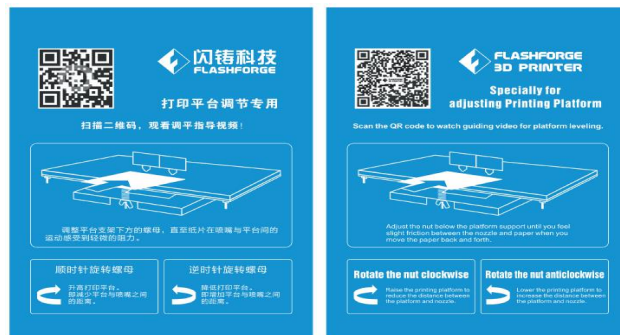 闪铸科技
FLASHFORGE
打印平台调节专用
扫描二维码，观看调平指导视频！
调整平台支架下方的螺母，直至纸片在喷嘴与平台间的
运动感受到轻微的阻力。
顺时针旋转螺母
升高打印平台。
即减少平台与喷嘴之间
的距离。
逆时针旋转螺母
降低打印平台。
即增加平台与喷嘴之间
的距离。
FLASHFORGE
3D PRINTER
Specially for
adjusting Printing Platform
Scan the QR code to watch guiding video for platform leveling.
Adjust the nut below the platform support until you feel
slight friction between the nozzle and paper when you
move the paper back and forth.
Rotate the nut clockwise
Raise the printing platform to
reduce the distance between
the platform and nozzle.
Rotate the nut anticlockwise
Lower the printing platform to
increase the distance between
the platform and nozzle.